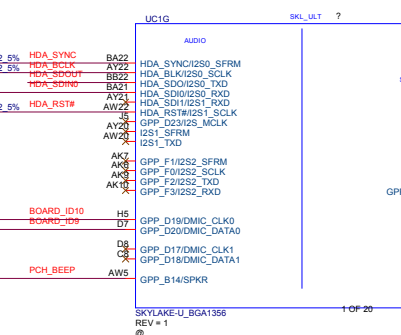 UC1G
SKL_ULT ?
AUDIO
2_5% HDA_SYNC BA22 HDA_SYNC/I2S0_SFRM
2_5% HDA_BCLK AY22 HDA_BLK/I2S0_SCLK
HDA_SDOUT BB22 HDA_SDO/I2S0_TXD
HDA_SDIN0 BA21 HDA_SDI0/I2S0_RXD
AY21 HDA_SDI1/I2S1_RXD
2_5% HDA_RST# AW22 HDA_RST#/I2S1_SCLK
J5 GPP_D23/I2S_MCLK
AY20 I2S1_SFRM
AW20 I2S1_TXD
AK7 GPP_F1/I2S2_SFRM
AK6 GPP_F0/I2S2_SCLK
AK9 GPP_F2/I2S2_TXD
AK10 GPP_F3/I2S2_RXD
GPI
BOARD_ID10 H5 GPP_D19/DMIC_CLK0
BOARD_ID9 D7 GPP_D20/DMIC_DATA0
D8 GPP_D17/DMIC_CLK1
C8 GPP_D18/DMIC_DATA1
PCH_BEEP AW5 GPP_B14/SPKR
SKYLAKE-U_BGA1356 1 OF 20
REV = 1
@